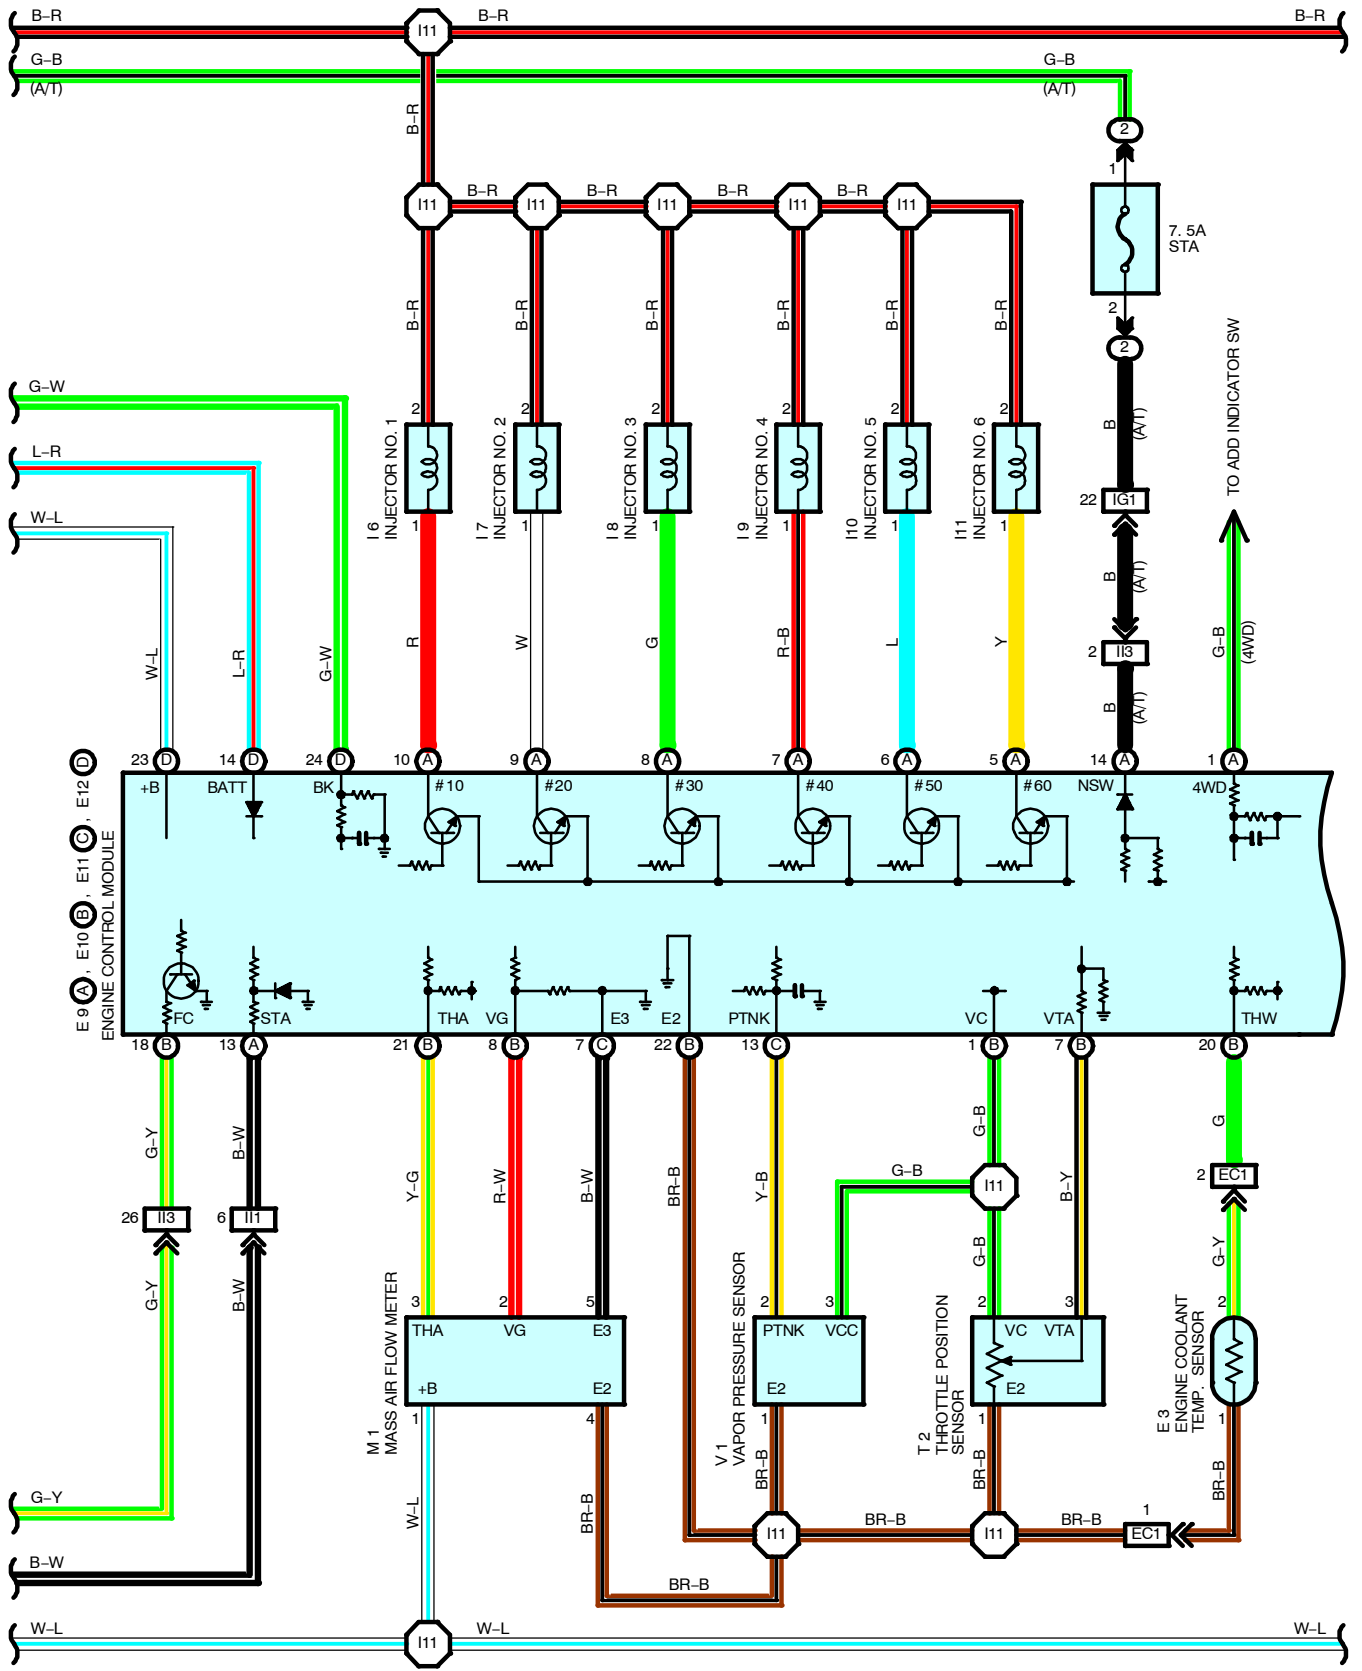 B–R B–R B–R
I11
G–B G–B
(A/T) (A/T)
B–R
2
1
I11 B–R I11 B–R I11 B–R I11 B–R I11
7. 5A
STA
2
2
B–R B–R B–R B–R B–R B–R
G–W
L–R
W–L
2 2 2 2 2 2
I 6
INJECTOR NO. 1
I 7
INJECTOR NO. 2
I 8
INJECTOR NO. 3
I 9
INJECTOR NO. 4
I10
INJECTOR NO. 5
I11
INJECTOR NO. 6
1 1 1 1 1 1
B
(A/T)
22 IG1
B
(A/T)
2 II3
B
(A/T)
TO ADD INDICATOR SW
G–B
(4WD)
W–L L–R G–W R W G R–B L Y
23 D 14 D 24 D 10 A 9 A 8 A 7 A 6 A 5 A 14 A 1 A
+B BATT BK #10 #20 #30 #40 #50 #60 NSW 4WD
E 9 A , E10 B , E11 C , E12 D
ENGINE CONTROL MODULE
FC STA THA VG E3 E2 PTNK VC VTA THW
18 B 13 A 21 B 8 B 7 C 22 B 13 C 1 B 7 B 20 B
G–Y B–W Y–G R–W B–W BR–B Y–B G–B B–Y G
G–B I11
2 EC1
26 II3 6 II1
G–Y B–W G–B G–Y
3 2 5 2 3 2 3 2
M 1
MASS AIR FLOW METER
THA VG E3
+B E2
V 1
VAPOR PRESSURE SENSOR
PTNK VCC
E2
T 2
THROTTLE POSITION
SENSOR
VC VTA
E2
E 3
ENGINE COOLANT
TEMP. SENSOR
1 4 1 1 1
W–L BR–B BR–B BR–B BR–B
G–Y
I11 BR–B I11 BR–B EC1
1
B–W
BR–B
W–L I11 W–L W–L